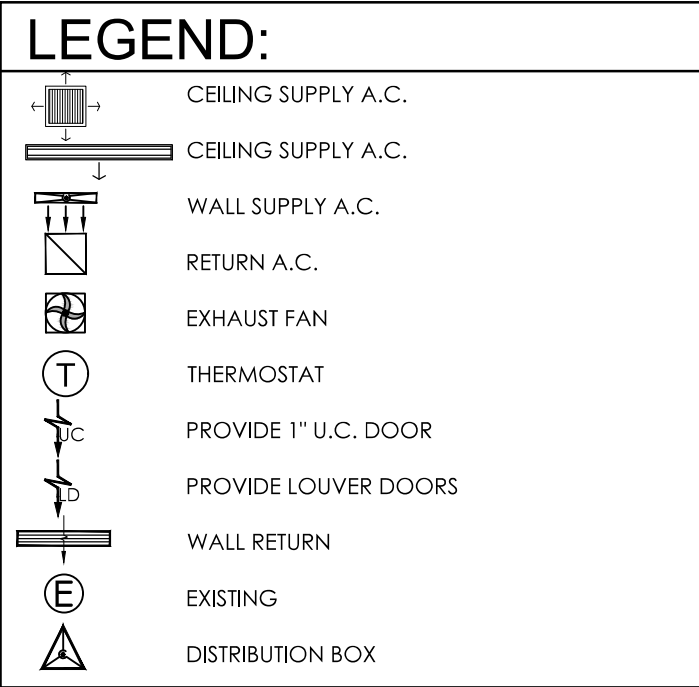 LEGEND:
CEILING SUPPLY A.C.
CEILING SUPPLY A.C.
WALL SUPPLY A.C.
RETURN A.C.
EXHAUST FAN
T THERMOSTAT
UC PROVIDE 1" U.C. DOOR
LD PROVIDE LOUVER DOORS
WALL RETURN
E EXISTING
DISTRIBUTION BOX